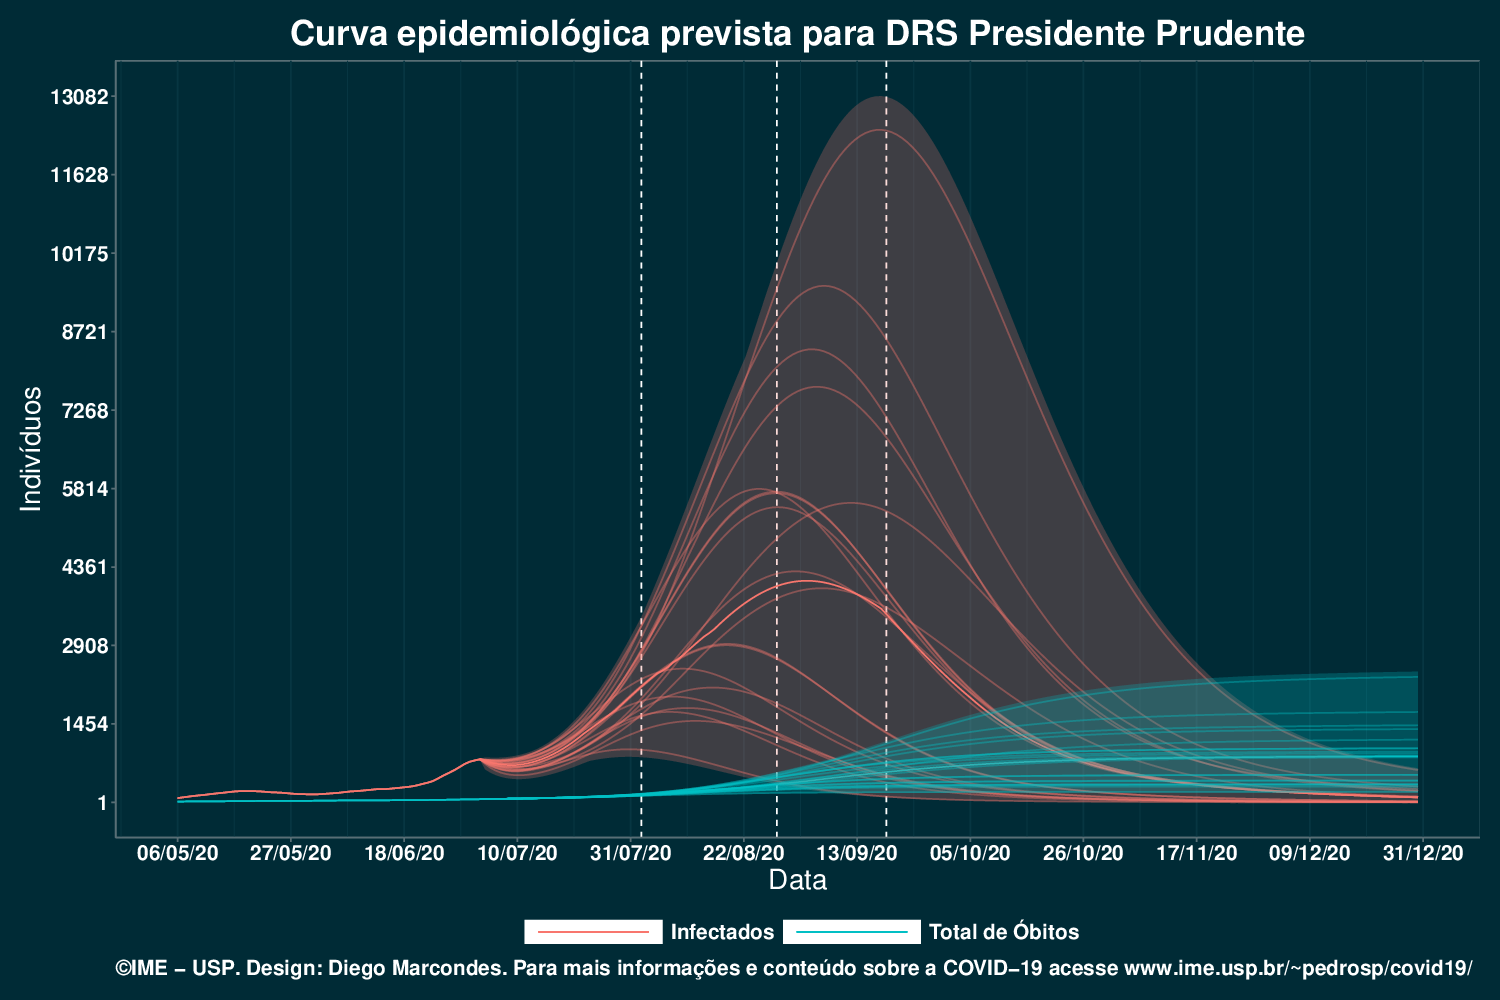 Curva epidemiológica prevista para DRS Presidente Prudente
Indivíduos
13082
11628
10175
8721
7268
5814
4361
2908
1454
1
06/05/20 27/05/20 18/06/20 10/07/20 31/07/20 22/08/20 13/09/20 05/10/20 26/10/20 17/11/20 09/12/20 31/12/20
Data
Infectados Total de Óbitos
©IME − USP. Design: Diego Marcondes. Para mais informações e conteúdo sobre a COVID−19 acesse www.ime.usp.br/~pedrosp/covid19/